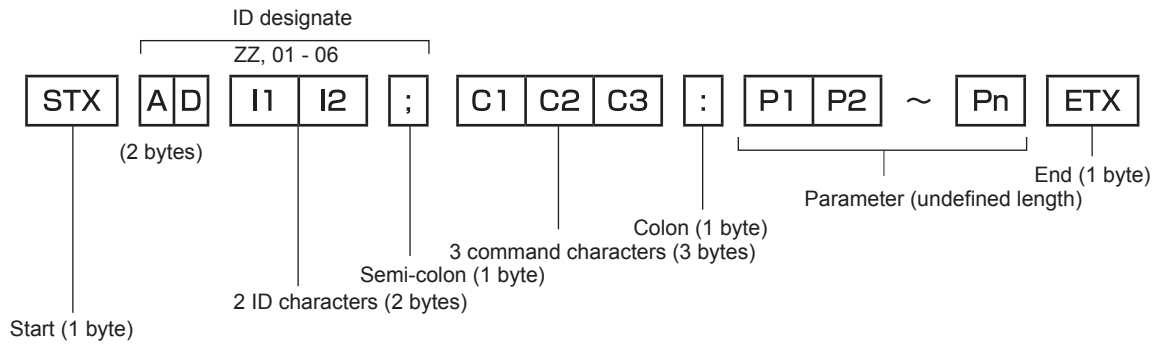 ID designate
ZZ, 01 - 06
STX A D I1 I2 ; C1 C2 C3 : P1 P2 ～ Pn ETX
(2 bytes)
End (1 byte)
Parameter (undefined length)
Colon (1 byte)
3 command characters (3 bytes)
Semi-colon (1 byte)
2 ID characters (2 bytes)
Start (1 byte)